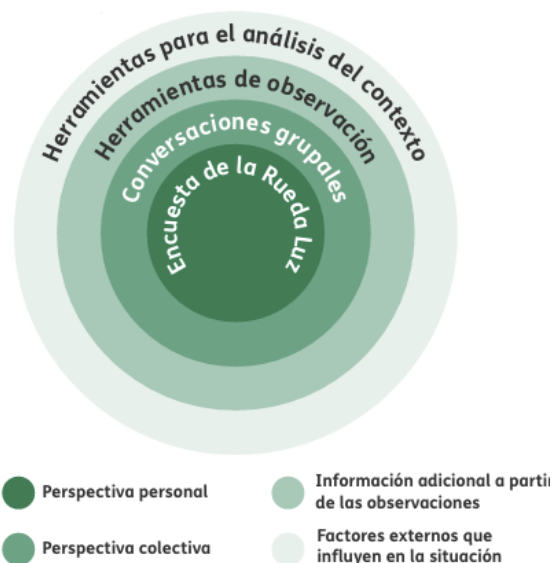 Herramientas para el análisis del contexto
Herramientas de observación
Conversaciones grupales
Encuesta de la Rueda Luz
Perspectiva personal
Información adicional a partir
de las observaciones
Perspectiva colectiva
Factores externos que
influyen en la situación